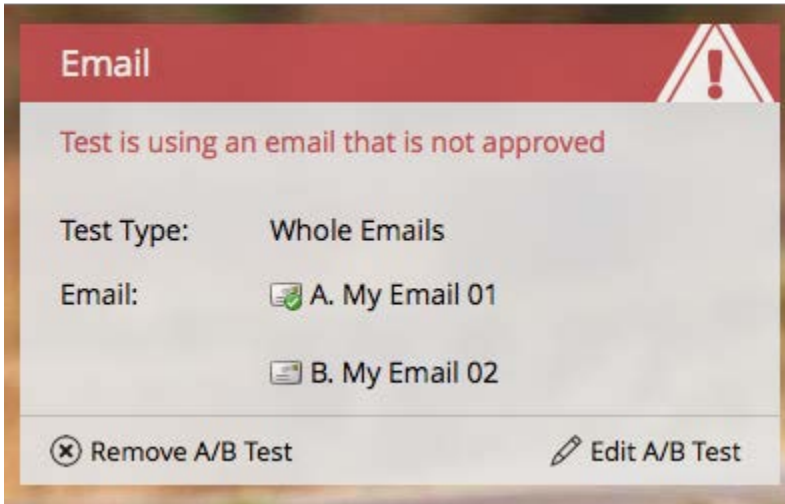 Email
Test is using an email that is not approved
Test Type: Whole Emails
Email: A. My Email 01
B. My Email 02
Remove A/B Test Edit A/B Test